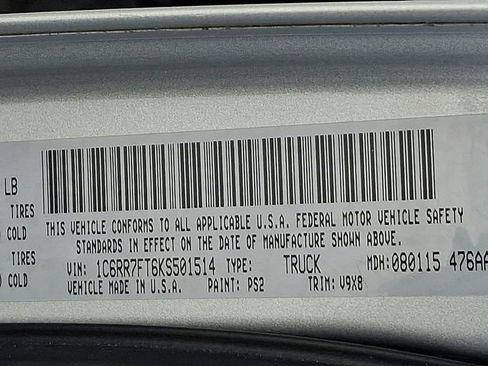 LB
TIRES
COLD
TIRES
COLD
THIS VEHICLE CONFORMS TO ALL APPLICABLE U.S.A. FEDERAL MOTOR VEHICLE SAFETY
STANDARDS IN EFFECT ON THE DATE OF MANUFACTURE SHOWN ABOVE.
VIN: 1C6RR7FT6KS501514 TYPE: TRUCK MDH: 080115 476AA
VEHICLE MADE IN U.S.A. PAINT: PS2 TRIM: V9X8